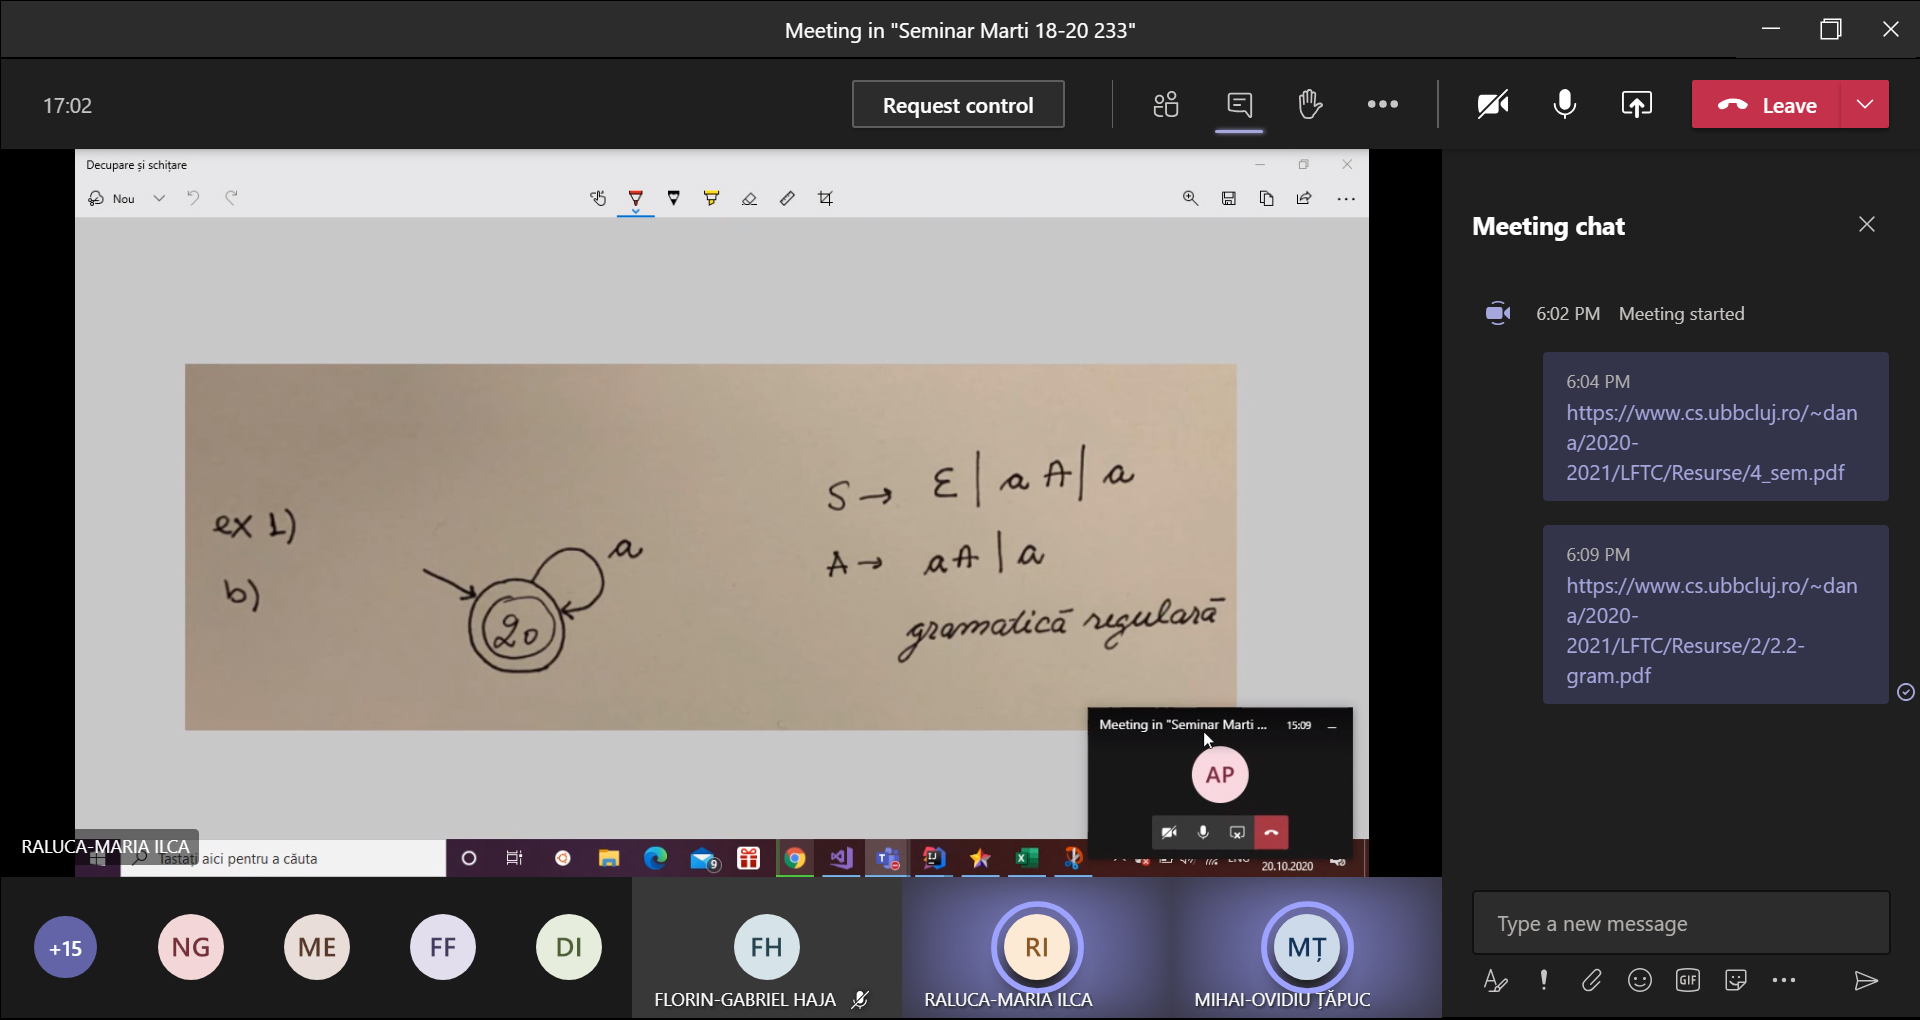 Meeting in "Seminar Marti 18-20 233"
17:02
Request control
Leave
Decupare și schițare
Nou
ex 1)
b)
a
q0
S → ε | aA | a
A → aA | a
gramatică regulară
Meeting in "Seminar Marti ... 15:09
AP
RALUCA-MARIA ILCA
Tastați aici pentru a căuta
9
ENG
20.10.2020
+15
NG
ME
FF
DI
FH
FLORIN-GABRIEL HAJA
RI
RALUCA-MARIA ILCA
MȚ
MIHAI-OVIDIU ȚĂPUC
Meeting chat
6:02 PM Meeting started
6:04 PM
https://www.cs.ubbcluj.ro/~dan
a/2020-
2021/LFTC/Resurse/4_sem.pdf
6:09 PM
https://www.cs.ubbcluj.ro/~dan
a/2020-
2021/LFTC/Resurse/2/2.2-
gram.pdf
Type a new message
GIF